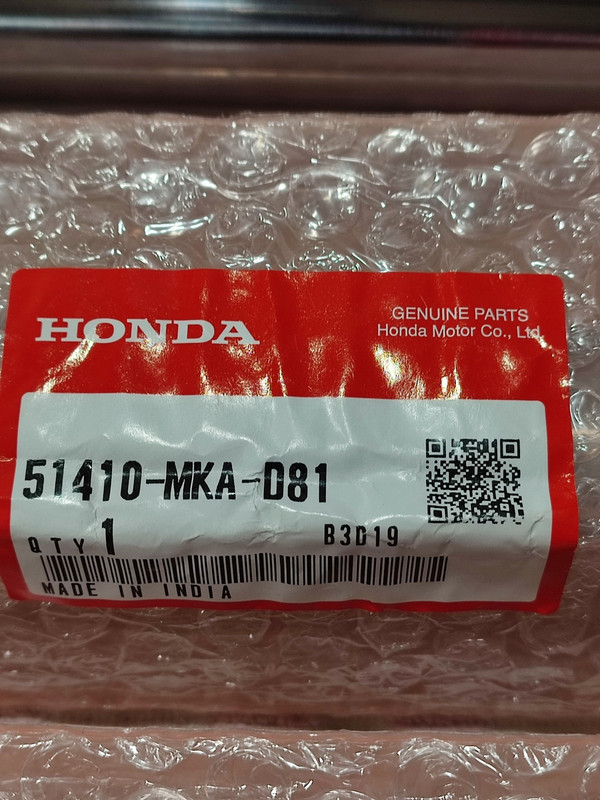 HONDA
GENUINE PARTS
Honda Motor Co., Ltd.
51410-MKA-D81
QTY 1
B3D19
MADE IN INDIA